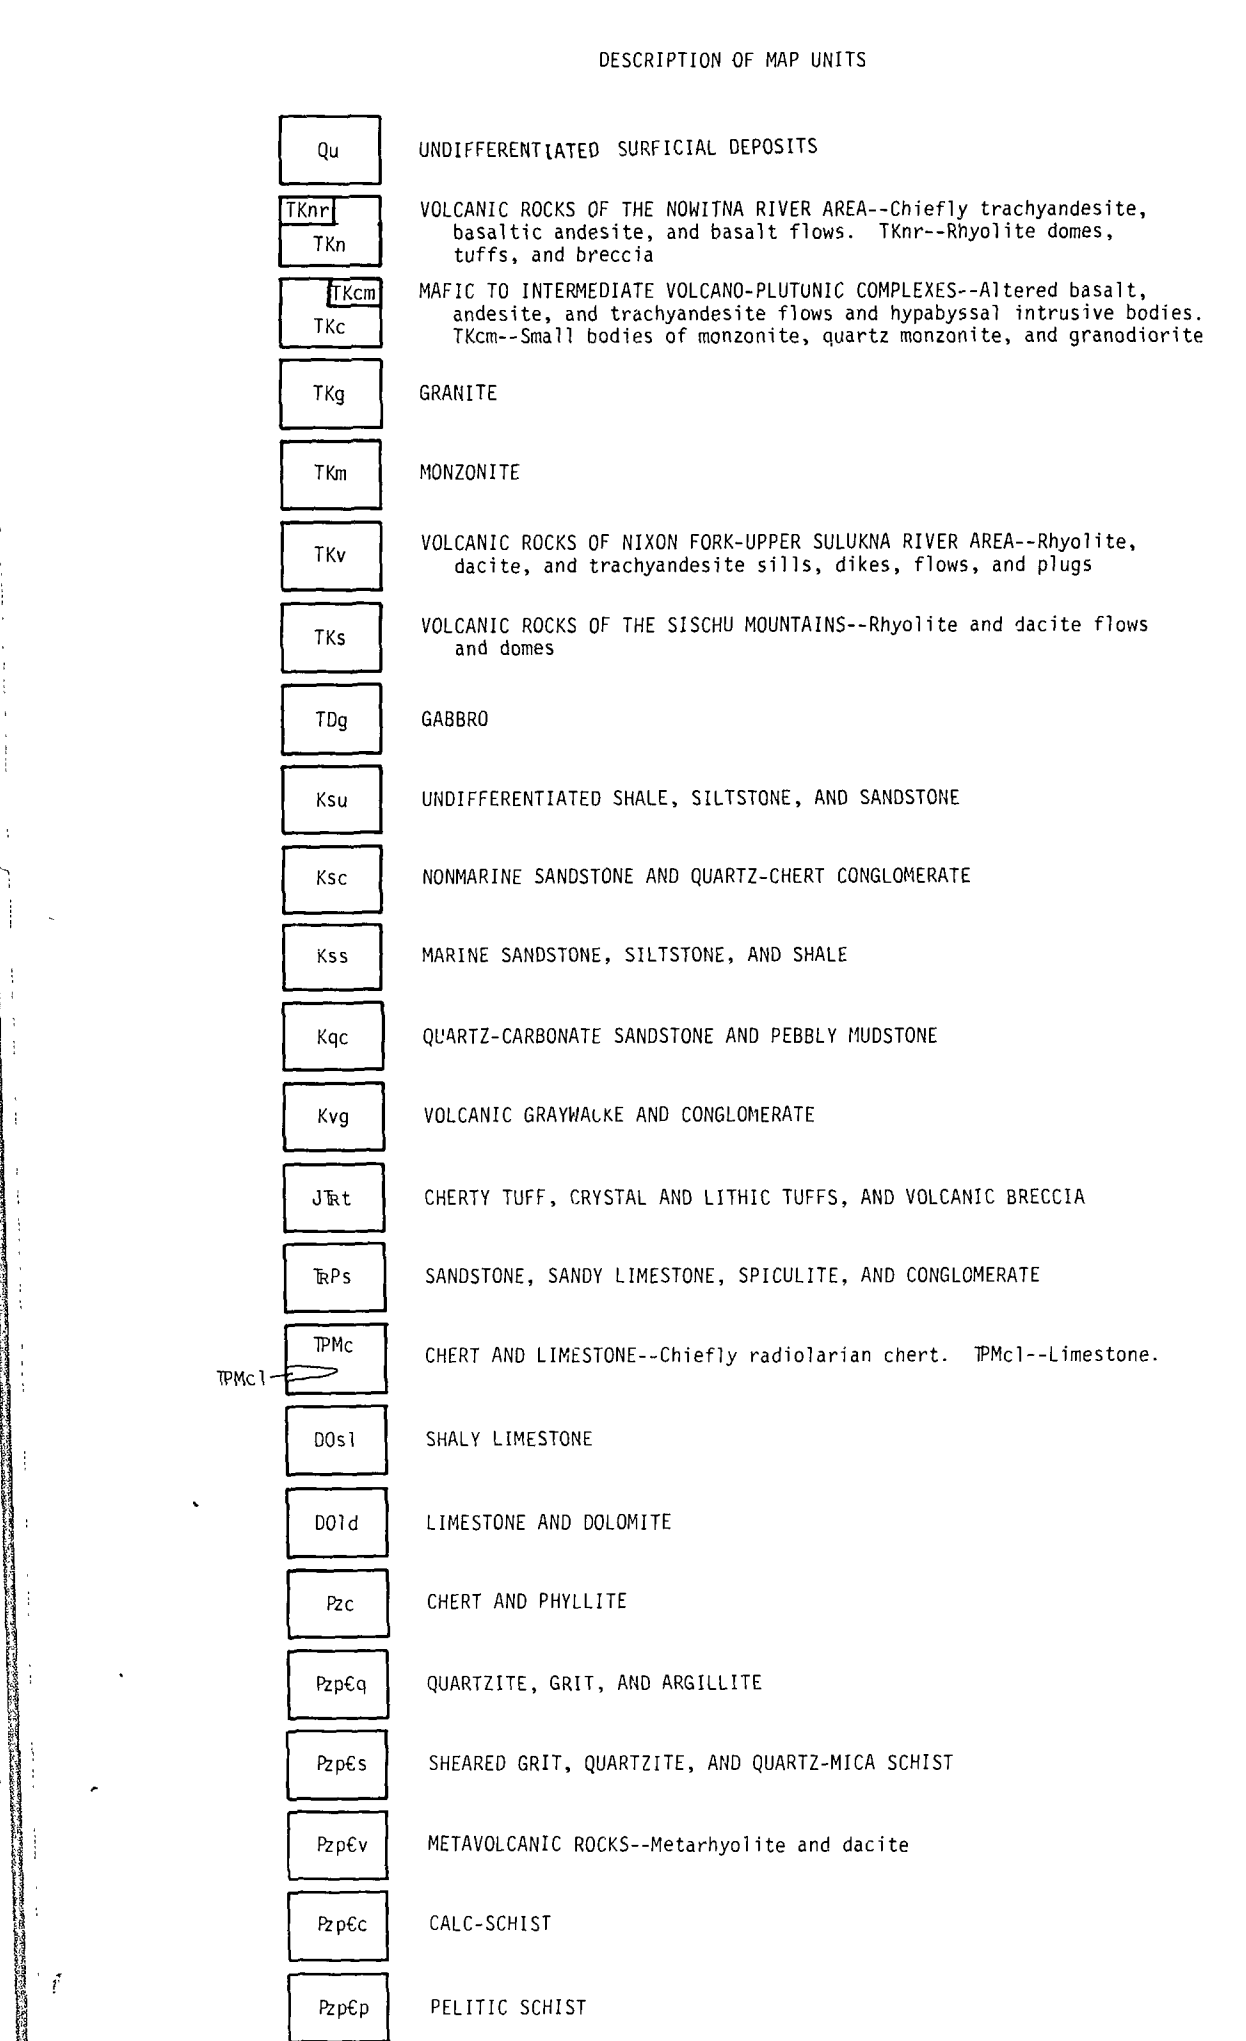 DESCRIPTION OF MAP UNITS
Qu UNDIFFERENTIATED SURFICIAL DEPOSITS
TKnr
TKn
VOLCANIC ROCKS OF THE NOWITNA RIVER AREA--Chiefly trachyandesite,
basaltic andesite, and basalt flows. TKnr--Rhyolite domes,
tuffs, and breccia
TKcm
TKc
MAFIC TO INTERMEDIATE VOLCANO-PLUTONIC COMPLEXES--Altered basalt,
andesite, and trachyandesite flows and hypabyssal intrusive bodies.
TKcm--Small bodies of monzonite, quartz monzonite, and granodiorite
TKg GRANITE
TKm MONZONITE
TKv VOLCANIC ROCKS OF NIXON FORK-UPPER SULUKNA RIVER AREA--Rhyolite,
dacite, and trachyandesite sills, dikes, flows, and plugs
TKs VOLCANIC ROCKS OF THE SISCHU MOUNTAINS--Rhyolite and dacite flows
and domes
TDg GABBRO
Ksu UNDIFFERENTIATED SHALE, SILTSTONE, AND SANDSTONE
Ksc NONMARINE SANDSTONE AND QUARTZ-CHERT CONGLOMERATE
Kss MARINE SANDSTONE, SILTSTONE, AND SHALE
Kqc QUARTZ-CARBONATE SANDSTONE AND PEBBLY MUDSTONE
Kvg VOLCANIC GRAYWACKE AND CONGLOMERATE
JTRt CHERTY TUFF, CRYSTAL AND LITHIC TUFFS, AND VOLCANIC BRECCIA
TRPs SANDSTONE, SANDY LIMESTONE, SPICULITE, AND CONGLOMERATE
TPMc
TPMcl
CHERT AND LIMESTONE--Chiefly radiolarian chert. TPMcl--Limestone.
DOsl SHALY LIMESTONE
DOld LIMESTONE AND DOLOMITE
Pzc CHERT AND PHYLLITE
Pzp€q QUARTZITE, GRIT, AND ARGILLITE
Pzp€s SHEARED GRIT, QUARTZITE, AND QUARTZ-MICA SCHIST
Pzp€v METAVOLCANIC ROCKS--Metarhyolite and dacite
Pzp€c CALC-SCHIST
Pzp€p PELITIC SCHIST